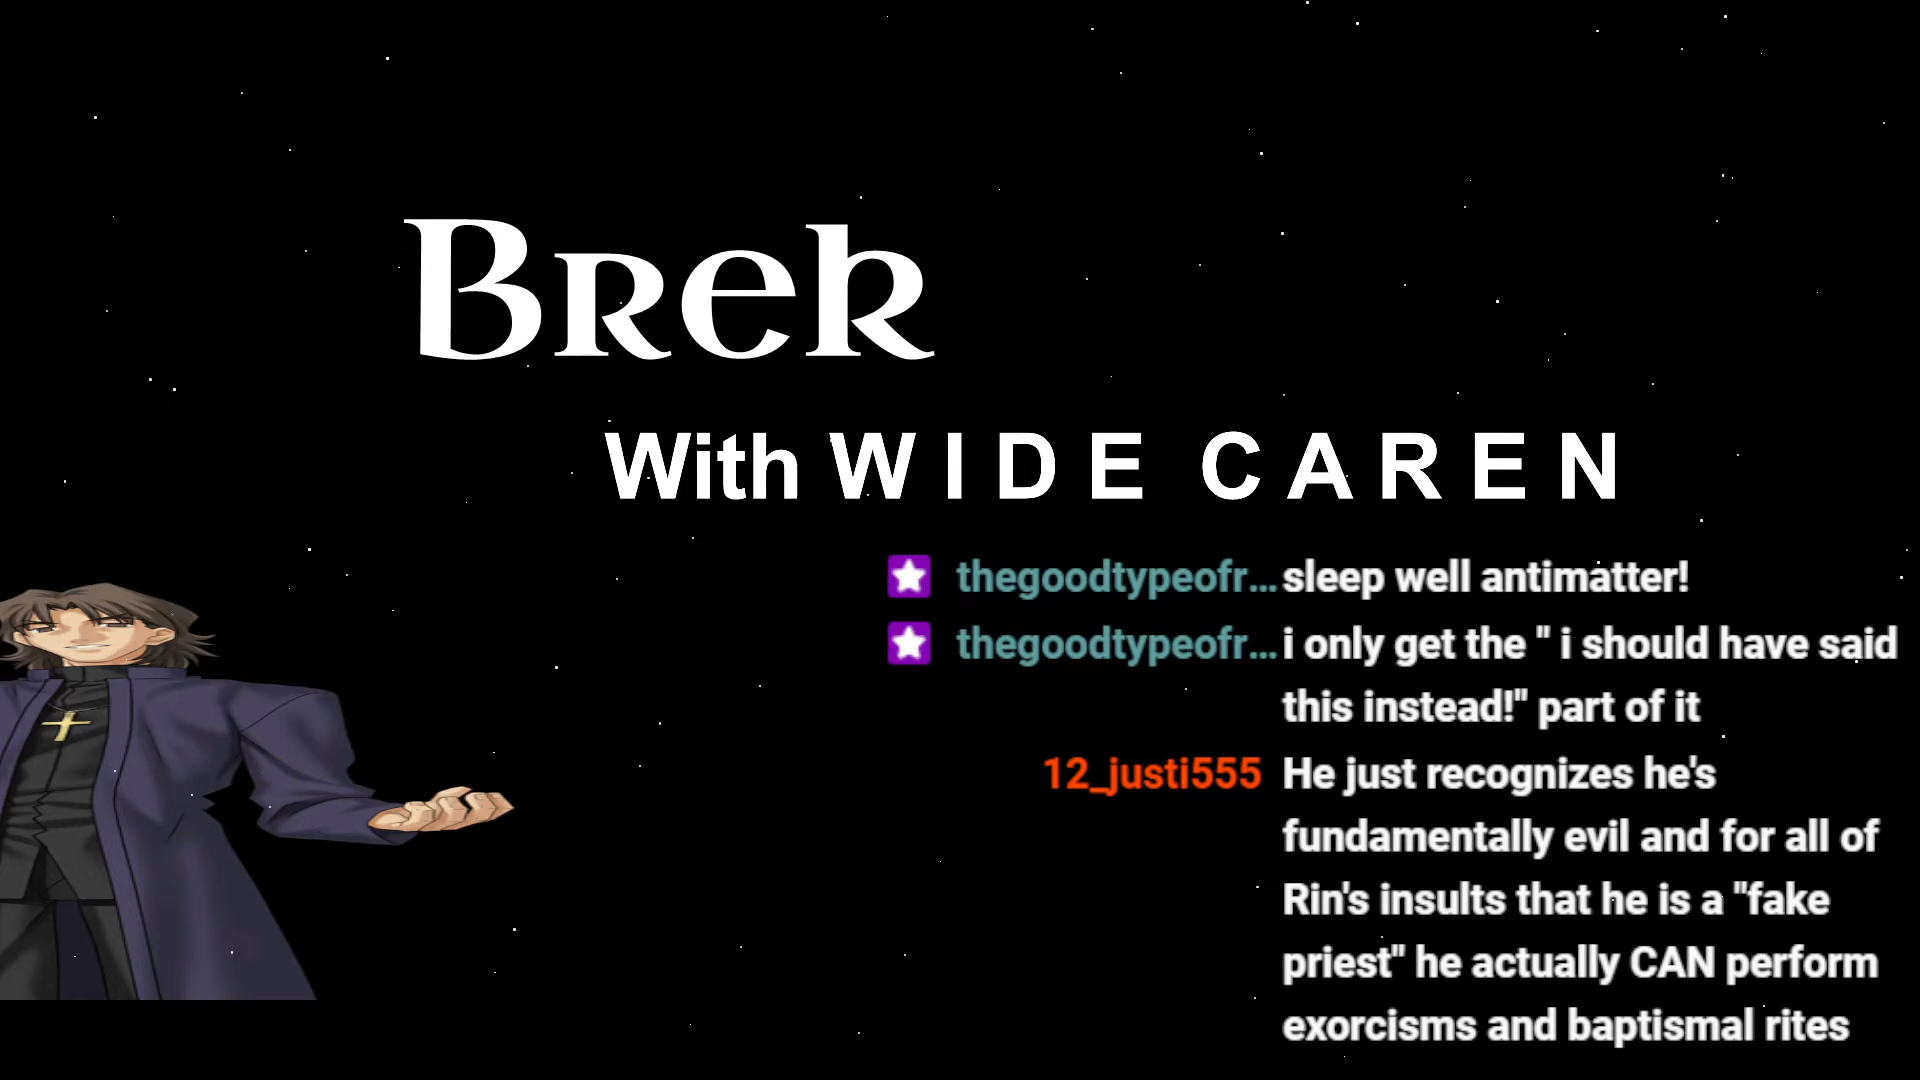 Brek
With W I D E C A R E N
thegoodtypeofr... sleep well antimatter!
thegoodtypeofr... i only get the " i should have said
this instead!" part of it
12_justi555 He just recognizes he's
fundamentally evil and for all of
Rin's insults that he is a "fake
priest" he actually CAN perform
exorcisms and baptismal rites